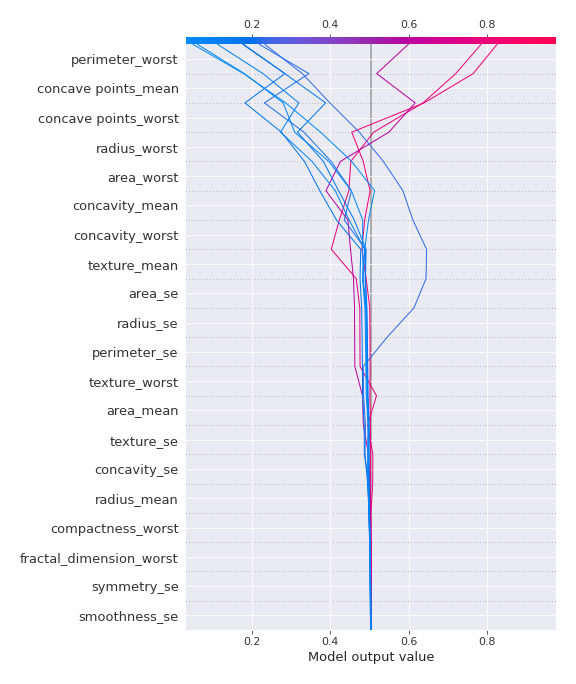 0.2 0.4 0.6 0.8
perimeter_worst
concave points_mean
concave points_worst
radius_worst
area_worst
concavity_mean
concavity_worst
texture_mean
area_se
radius_se
perimeter_se
texture_worst
area_mean
texture_se
concavity_se
radius_mean
compactness_worst
fractal_dimension_worst
symmetry_se
smoothness_se
0.2 0.4 0.6 0.8
Model output value